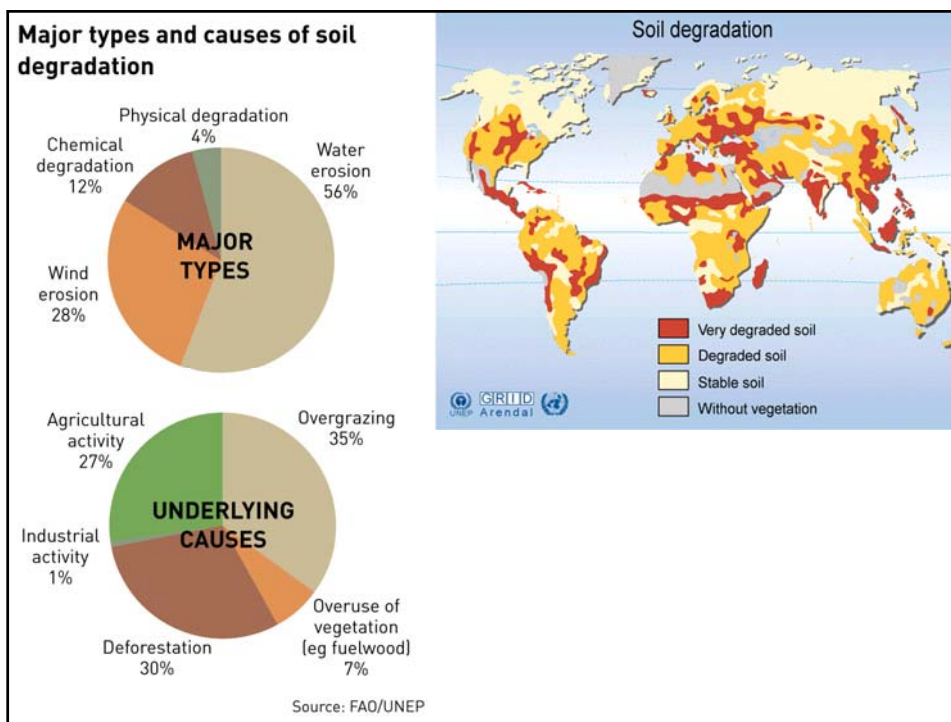 Major types and causes of soil
degradation
Physical degradation
4%
Chemical
degradation
12%
Water
erosion
56%
MAJOR
TYPES
Wind
erosion
28%
Agricultural
activity
27%
Overgrazing
35%
UNDERLYING
CAUSES
Industrial
activity
1%
Overuse of
vegetation
(eg fuelwood)
7%
Deforestation
30%
Source: FAO/UNEP
Soil degradation
Very degraded soil
Degraded soil
Stable soil
Without vegetation
UNEP
GRID
Arendal